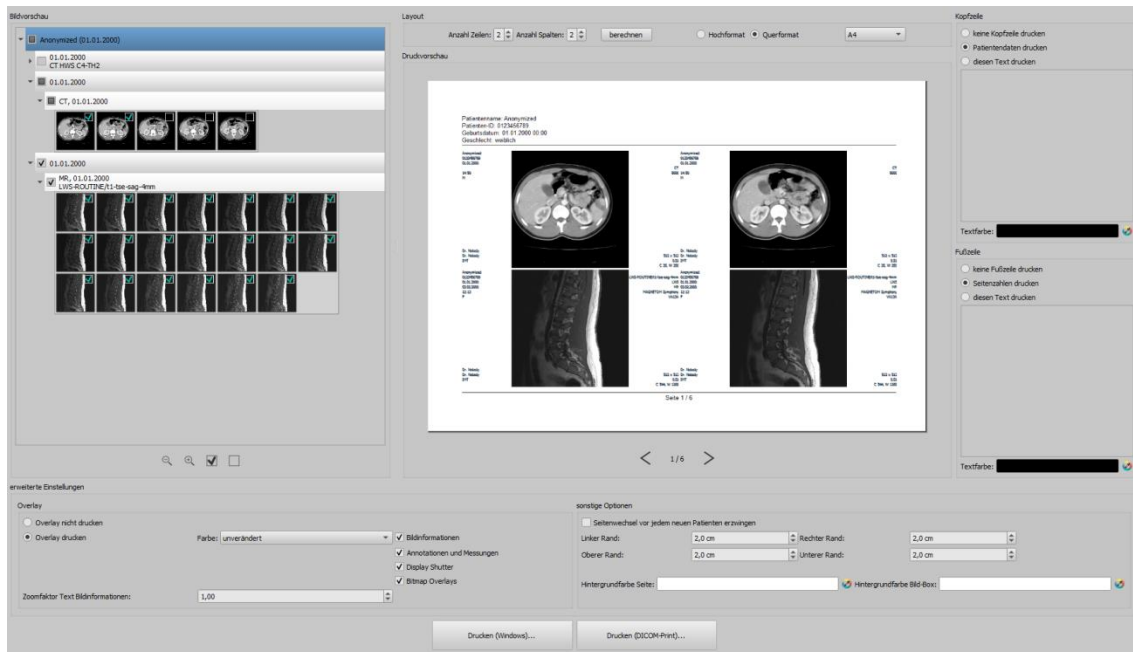 Bildvorschau
Anonymized (01.01.2000)
01.01.2000
CT HWS C4-TH2
01.01.2000
CT, 01.01.2000
01.01.2000
MR, 01.01.2000
LWS-ROUTINE/t1-tse-sag-4mm
Layout
Anzahl Zeilen: 2 Anzahl Spalten: 2 berechnen Hochformat Querformat A4
Druckvorschau
Patientenname: Anonymized
Patienten-ID: 0123456789
Geburtsdatum: 01.01.2000 00:00
Geschlecht: weiblich
Seite 1 / 6
1/6
Kopfzeile
keine Kopfzeile drucken
Patientendaten drucken
diesen Text drucken
Textfarbe:
Fußzeile
keine Fußzeile drucken
Seitenzahlen drucken
diesen Text drucken
Textfarbe:
erweiterte Einstellungen
Overlay
Overlay nicht drucken
Overlay drucken Farbe: unverändert Bildinformationen
Annotationen und Messungen
Display Shutter
Bitmap Overlays
Zoomfaktor Text Bildinformationen: 1,00
sonstige Optionen
Seitenwechsel vor jedem neuen Patienten erzwingen
Linker Rand: 2,0 cm Rechter Rand: 2,0 cm
Oberer Rand: 2,0 cm Unterer Rand: 2,0 cm
Hintergrundfarbe Seite: Hintergrundfarbe Bild-Box:
Drucken (Windows)... Drucken (DICOM-Print)...